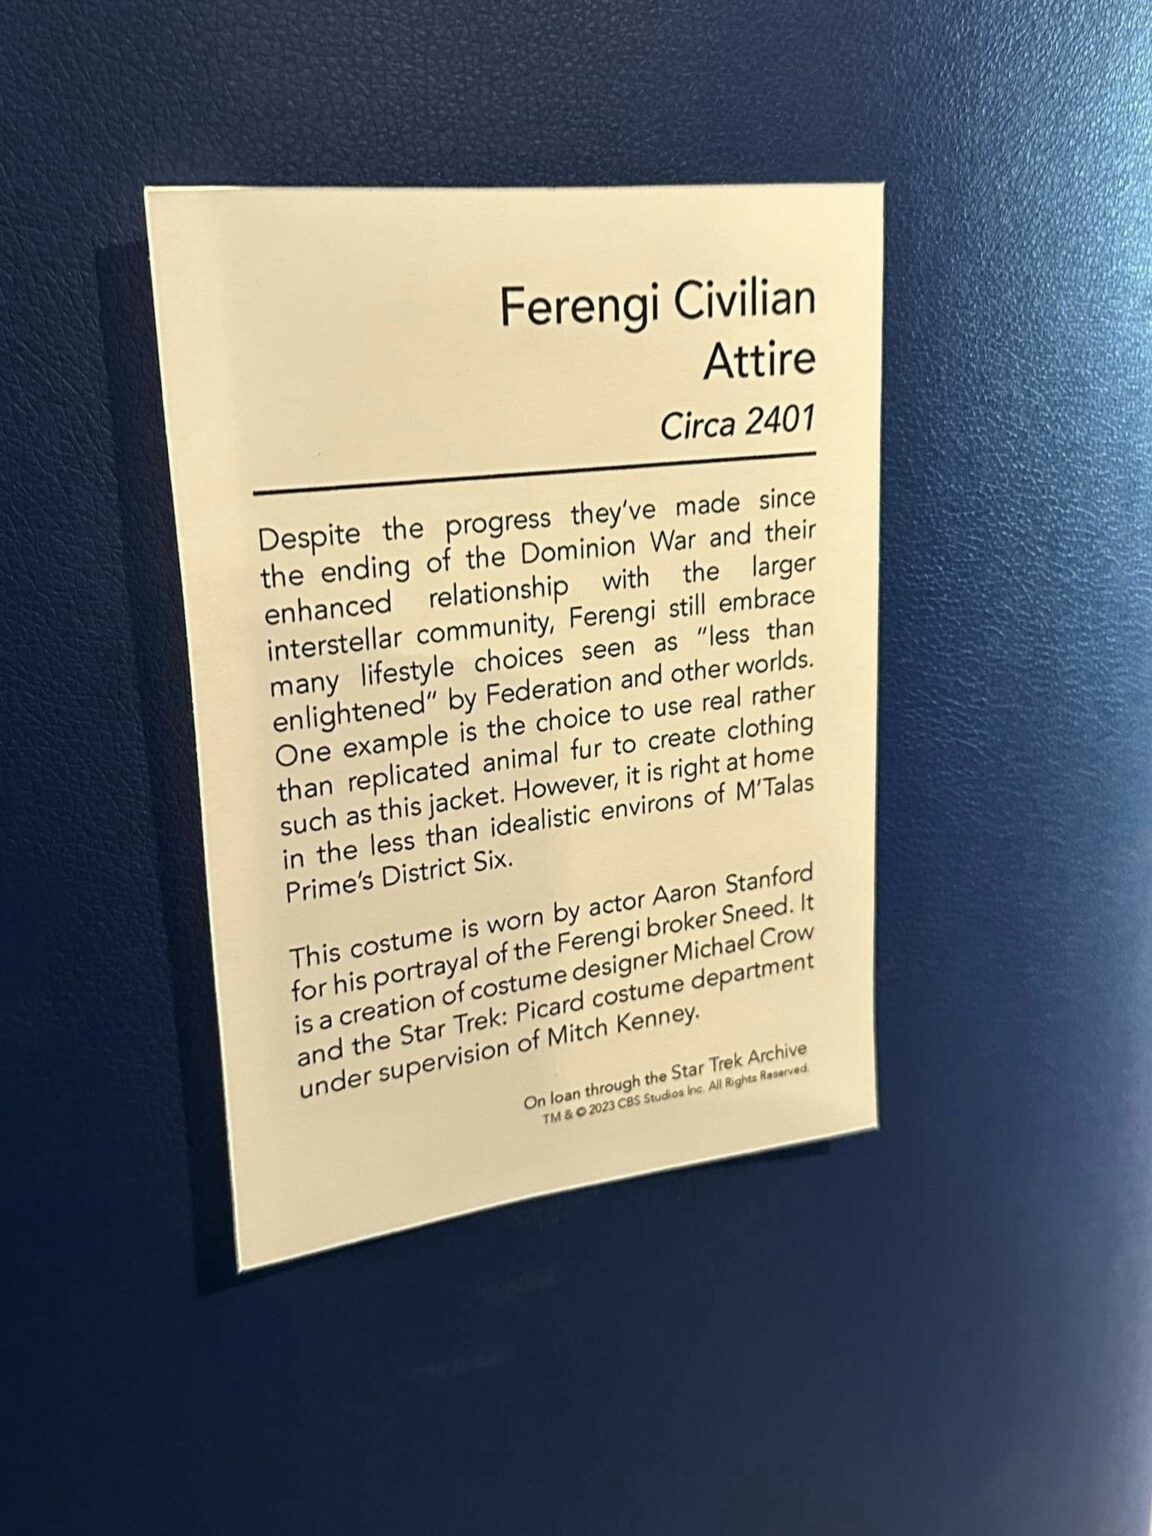 Ferengi Civilian
Attire
Circa 2401
Despite the progress they've made since
the ending of the Dominion War and their
enhanced relationship with the larger
interstellar community, Ferengi still embrace
many lifestyle choices seen as "less than
enlightened" by Federation and other worlds.
One example is the choice to use real rather
than replicated animal fur to create clothing
such as this jacket. However, it is right at home
in the less than idealistic environs of M'Talas
Prime's District Six.
This costume is worn by actor Aaron Stanford
for his portrayal of the Ferengi broker Sneed. It
is a creation of costume designer Michael Crow
and the Star Trek: Picard costume department
under supervision of Mitch Kenney.
On loan through the Star Trek Archive
TM & © 2023 CBS Studios Inc. All Rights Reserved.